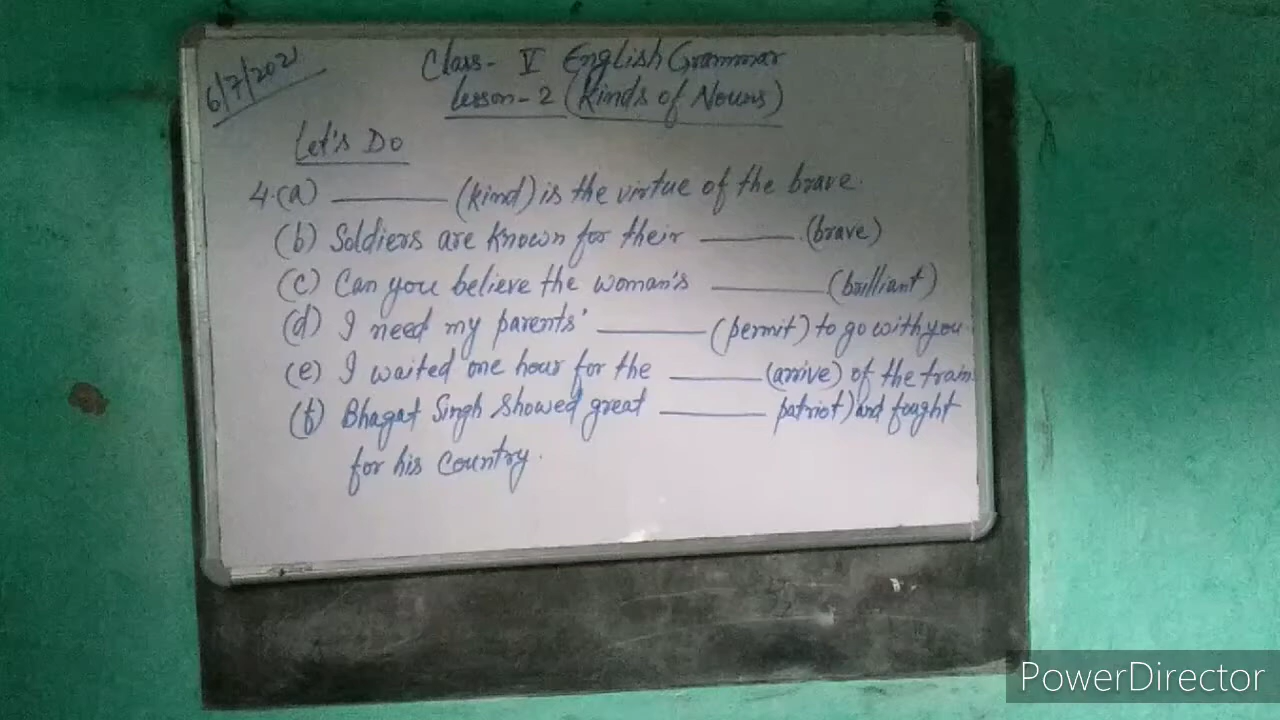 6/7/2021
Class- V English Grammar
Lesson-2 (Kinds of Nouns)
Let's Do
4.(a) ______ (kind) is the virtue of the brave.
(b) Soldiers are known for their ______ (brave)
(c) Can you believe the woman's ______ (brilliant)
(d) I need my parents' ______ (permit) to go with you.
(e) I waited one hour for the ______ (arrive) of the train.
(f) Bhagat Singh showed great ______ patriot) and fought
for his country.
PowerDirector